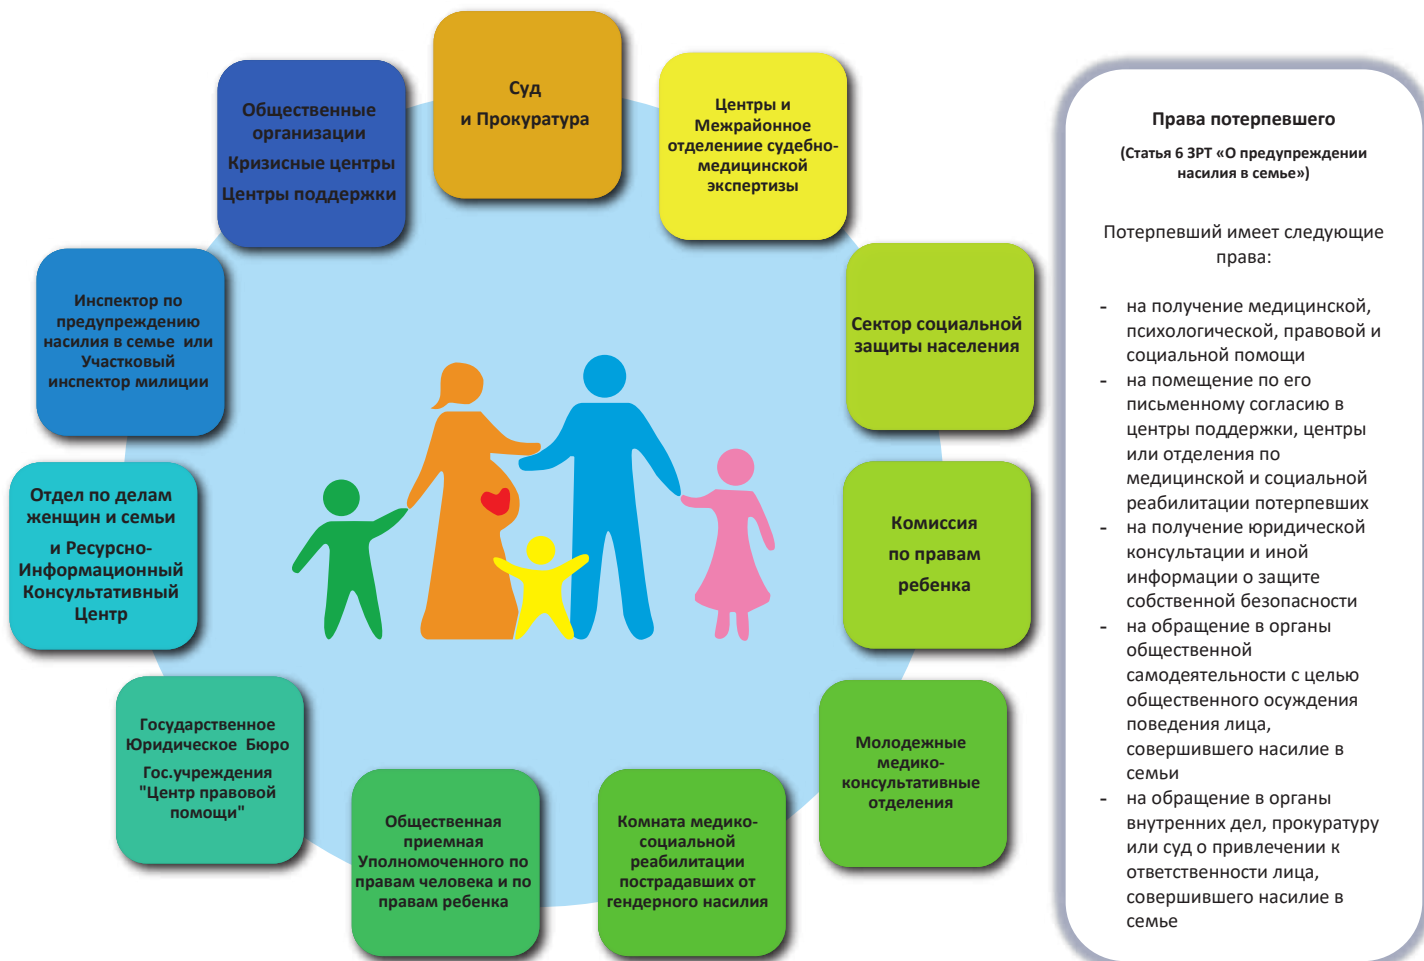 Суд
и Прокуратура
Центры и
Межрайонное
отделениие судебно-
медицинской
экспертизы
Сектор социальной
защиты населения
Комиссия
по правам
ребенка
Молодежные
медико-
консультативные
отделения
Комната медико-
социальной
реабилитации
пострадавших от
гендерного насилия
Общественная
приемная
Уполномоченного по
правам человека и по
правам ребенка
Государственное
Юридическое Бюро
Гос.учреждения
"Центр правовой
помощи"
Отдел по делам
женщин и семьи
и Ресурсно-
Информационный
Консультативный
Центр
Инспектор по
предупреждению
насилия в семье или
Участковый
инспектор милиции
Общественные
организации
Кризисные центры
Центры поддержки
Права потерпевшего
(Статья 6 ЗРТ «О предупреждении
насилия в семье»)
Потерпевший имеет следующие
права:
- на получение медицинской,
психологической, правовой и
социальной помощи
- на помещение по его
письменному согласию в
центры поддержки, центры
или отделения по
медицинской и социальной
реабилитации потерпевших
- на получение юридической
консультации и иной
информации о защите
собственной безопасности
- на обращение в органы
общественной
самодеятельности с целью
общественного осуждения
поведения лица,
совершившего насилие в
семьи
- на обращение в органы
внутренних дел, прокуратуру
или суд о привлечении к
ответственности лица,
совершившего насилие в
семье